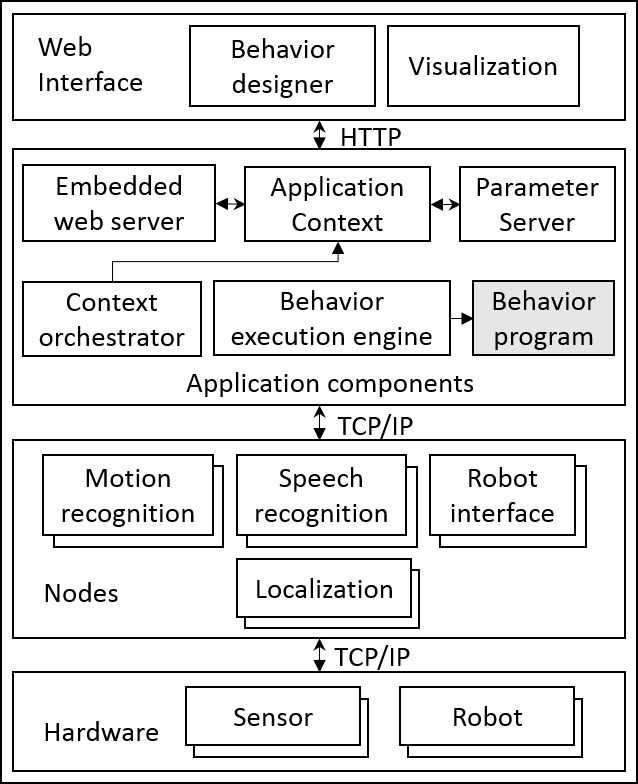 Web
Interface
Behavior
designer
Visualization
HTTP
Embedded
web server
Application
Context
Parameter
Server
Context
orchestrator
Behavior
execution engine
Behavior
program
Application components
TCP/IP
Motion
recognition
Speech
recognition
Robot
interface
Localization
Nodes
TCP/IP
Hardware
Sensor
Robot